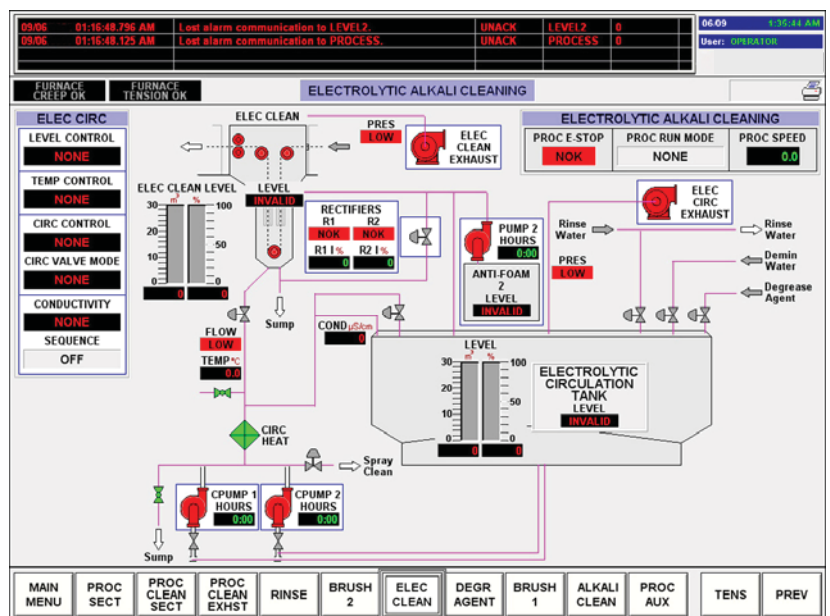 09/06 01:16:48.796 AM Lost alarm communication to LEVEL2. UNACK LEVEL2 0
09/06 01:16:48.125 AM Lost alarm communication to PROCESS. UNACK PROCESS 0
06.09 1:35:44 AM
User: OPERATOR
FURNACE CREEP OK
FURNACE TENSION OK
ELECTROLYTIC ALKALI CLEANING
ELEC CIRC
LEVEL CONTROL
NONE
TEMP CONTROL
NONE
CIRC CONTROL
NONE
CIRC VALVE MODE
NONE
CONDUCTIVITY
NONE
SEQUENCE
OFF
ELEC CLEAN
PRES
LOW
ELEC
CLEAN
EXHAUST
ELECTROLYTIC ALKALI CLEANING
PROC E-STOP PROC RUN MODE PROC SPEED
NOK NONE 0.0
ELEC CLEAN LEVEL
m³ %
30 100
20
50
10
0 0
0 0
LEVEL
INVALID
RECTIFIERS
R1 R2
NOK NOK
R1 I % R2 I %
0 0
PUMP 2
HOURS
0:00
ANTI-FOAM
2
LEVEL
INVALID
ELEC
CIRC
EXHAUST
PRES
LOW
Rinse
Water
Rinse
Water
Demin
Water
Degrease
Agent
Sump
FLOW
LOW
TEMP °C
0.0
COND µS/cm
0
LEVEL
m³ %
30 100
20
50
10
0 0
0 0
ELECTROLYTIC
CIRCULATION
TANK
LEVEL
INVALID
CIRC
HEAT
Spray
Clean
CPUMP 1
HOURS
0:00
CPUMP 2
HOURS
0:00
Sump
MAIN MENU
PROC SECT
PROC CLEAN SECT
PROC CLEAN EXHST
RINSE
BRUSH 2
ELEC CLEAN
DEGR AGENT
BRUSH 1
ALKALI CLEAN
PROC AUX
TENS
PREV